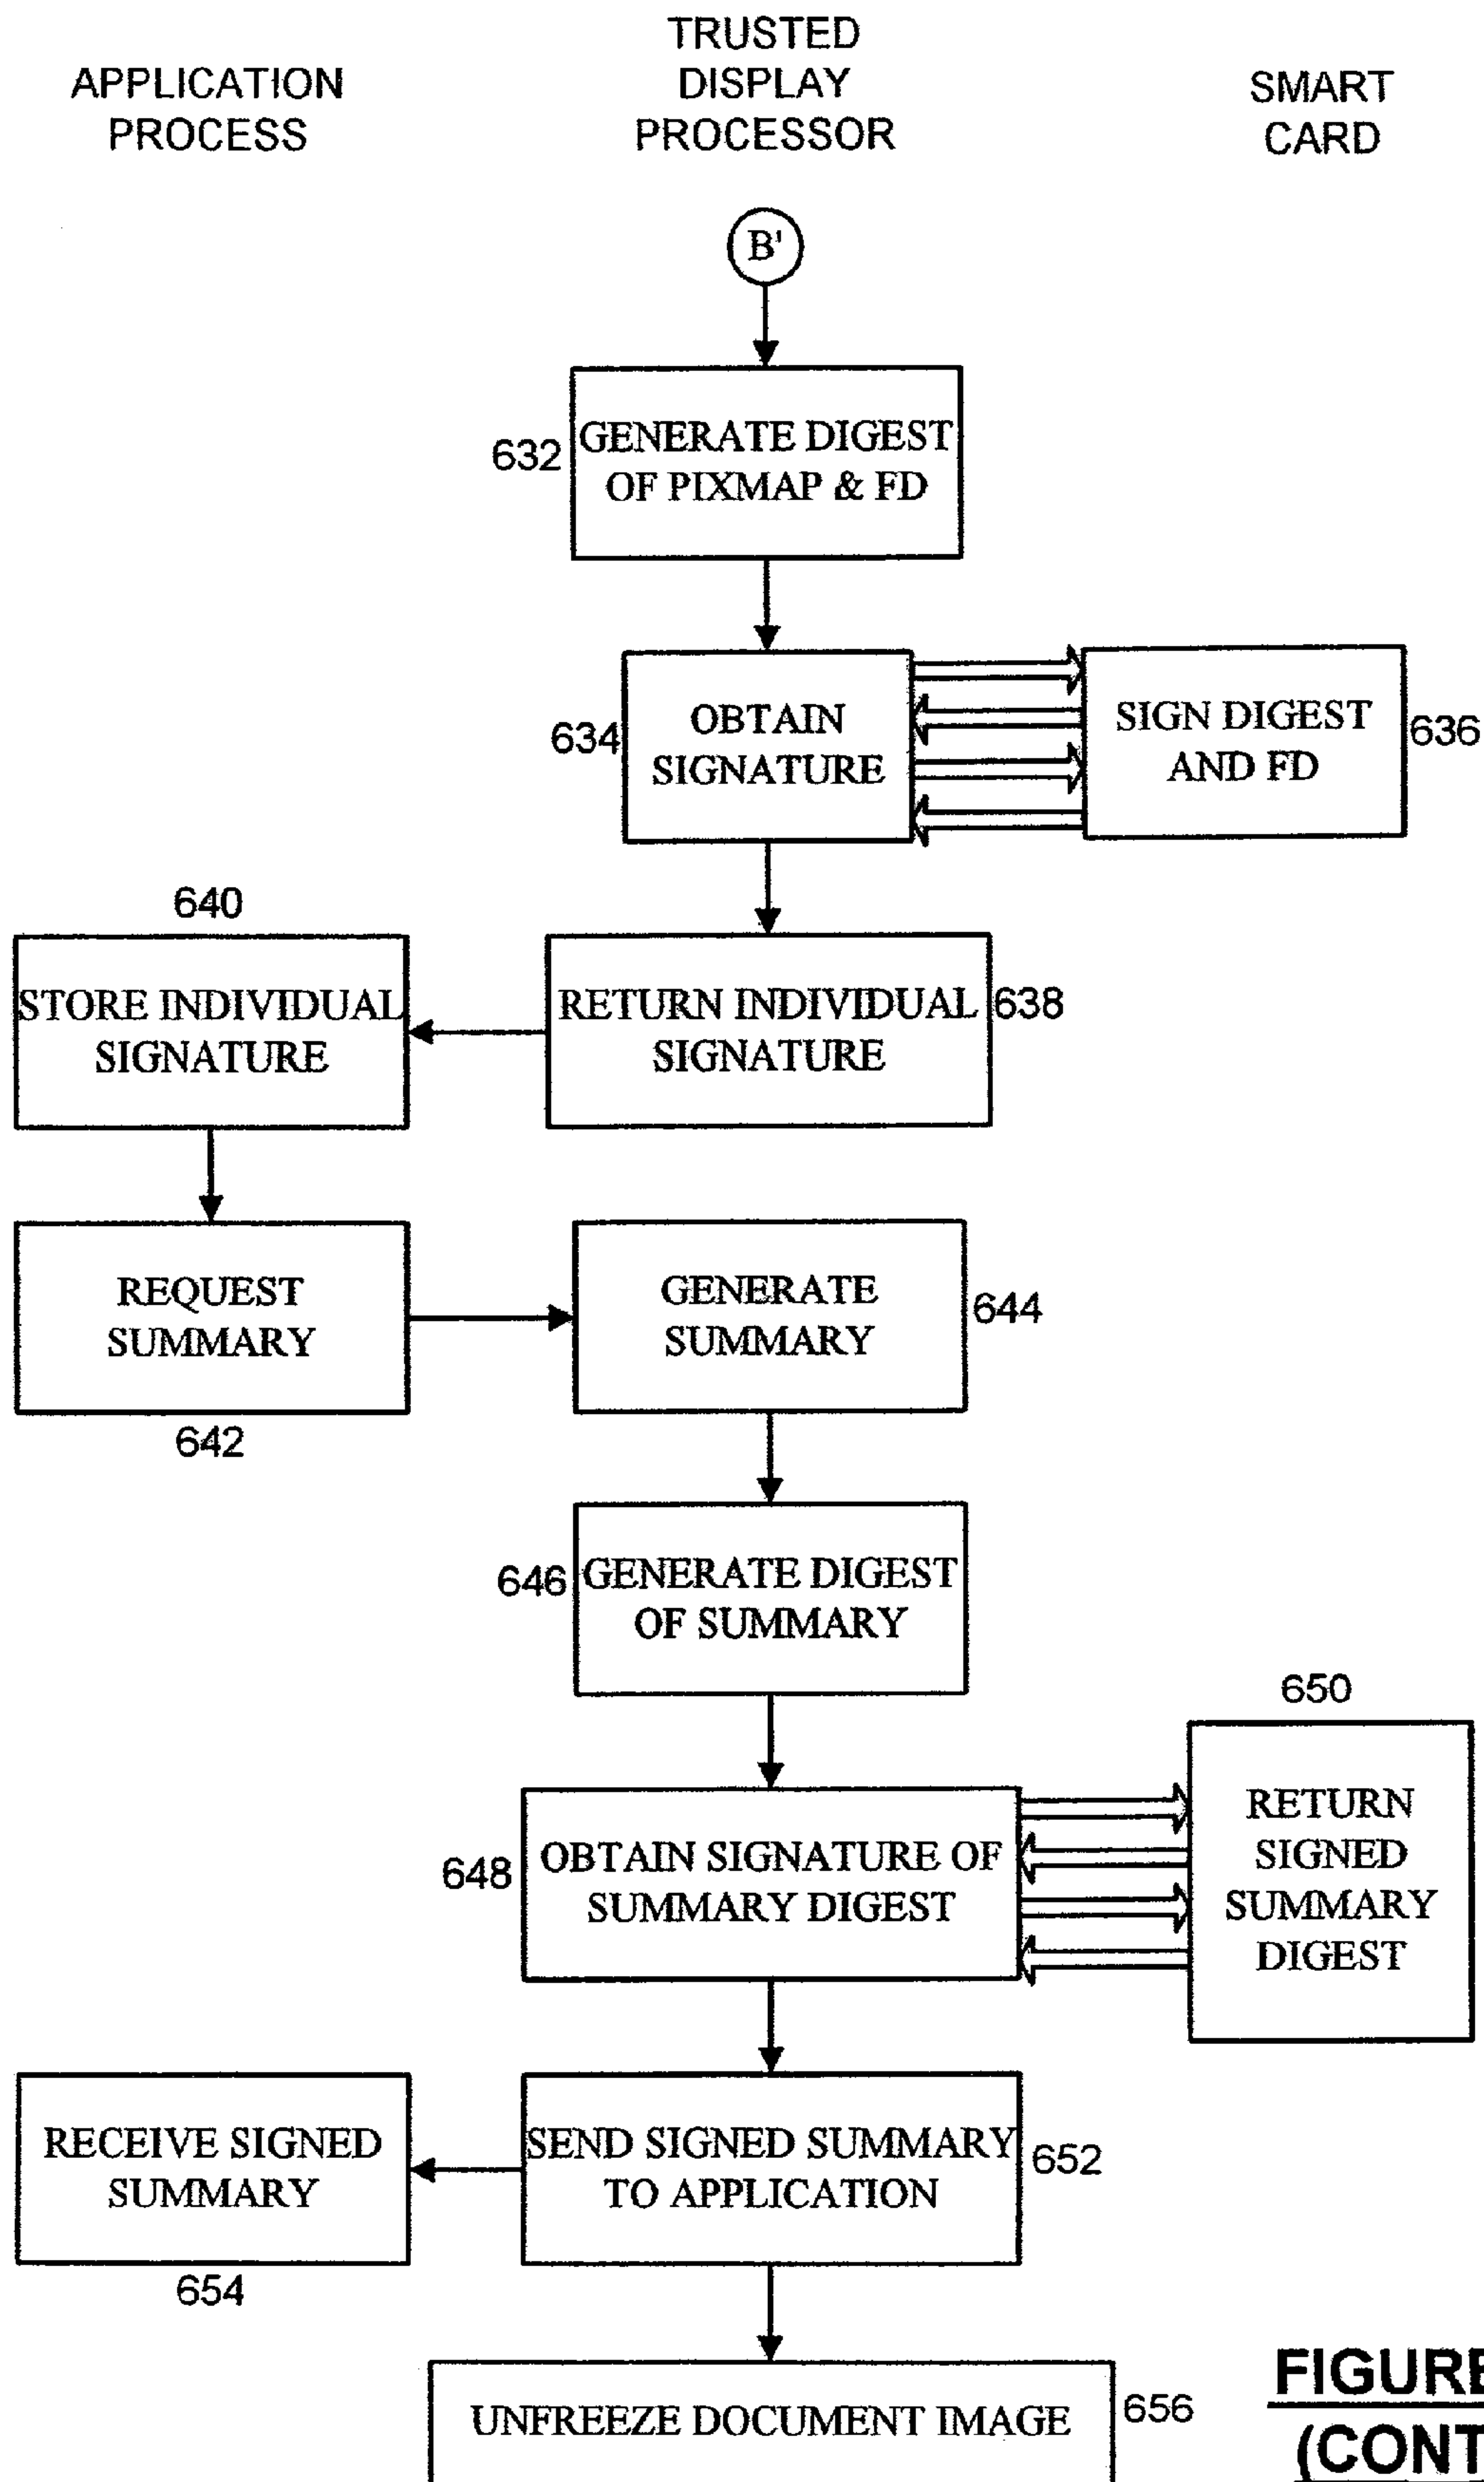 APPLICATION
PROCESS
TRUSTED
DISPLAY
PROCESSOR
SMART
CARD
B'
632
GENERATE DIGEST
OF PIXMAP & FD
634
OBTAIN
SIGNATURE
SIGN DIGEST
AND FD
636
640
STORE INDIVIDUAL
SIGNATURE
RETURN INDIVIDUAL
SIGNATURE
638
REQUEST
SUMMARY
642
GENERATE
SUMMARY
644
646
GENERATE DIGEST
OF SUMMARY
648
OBTAIN SIGNATURE OF
SUMMARY DIGEST
650
RETURN
SIGNED
SUMMARY
DIGEST
RECEIVE SIGNED
SUMMARY
654
SEND SIGNED SUMMARY
TO APPLICATION
652
UNFREEZE DOCUMENT IMAGE
656
FIGURE
(CONT